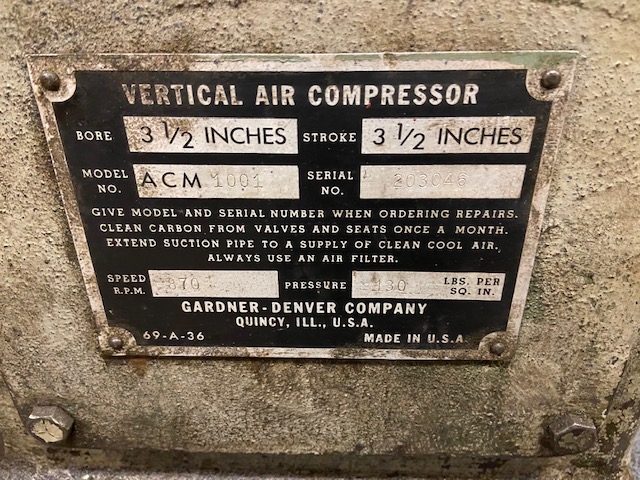 VERTICAL AIR COMPRESSOR
BORE 3 1/2 INCHES STROKE 3 1/2 INCHES
MODEL NO. ACM 1001 SERIAL NO. 203046
GIVE MODEL AND SERIAL NUMBER WHEN ORDERING REPAIRS.
CLEAN CARBON FROM VALVES AND SEATS ONCE A MONTH.
EXTEND SUCTION PIPE TO A SUPPLY OF CLEAN COOL AIR.
ALWAYS USE AN AIR FILTER.
SPEED R.P.M. 870 PRESSURE 130 LBS. PER SQ. IN.
GARDNER-DENVER COMPANY
QUINCY, ILL., U.S.A.
69-A-36 MADE IN U.S.A.